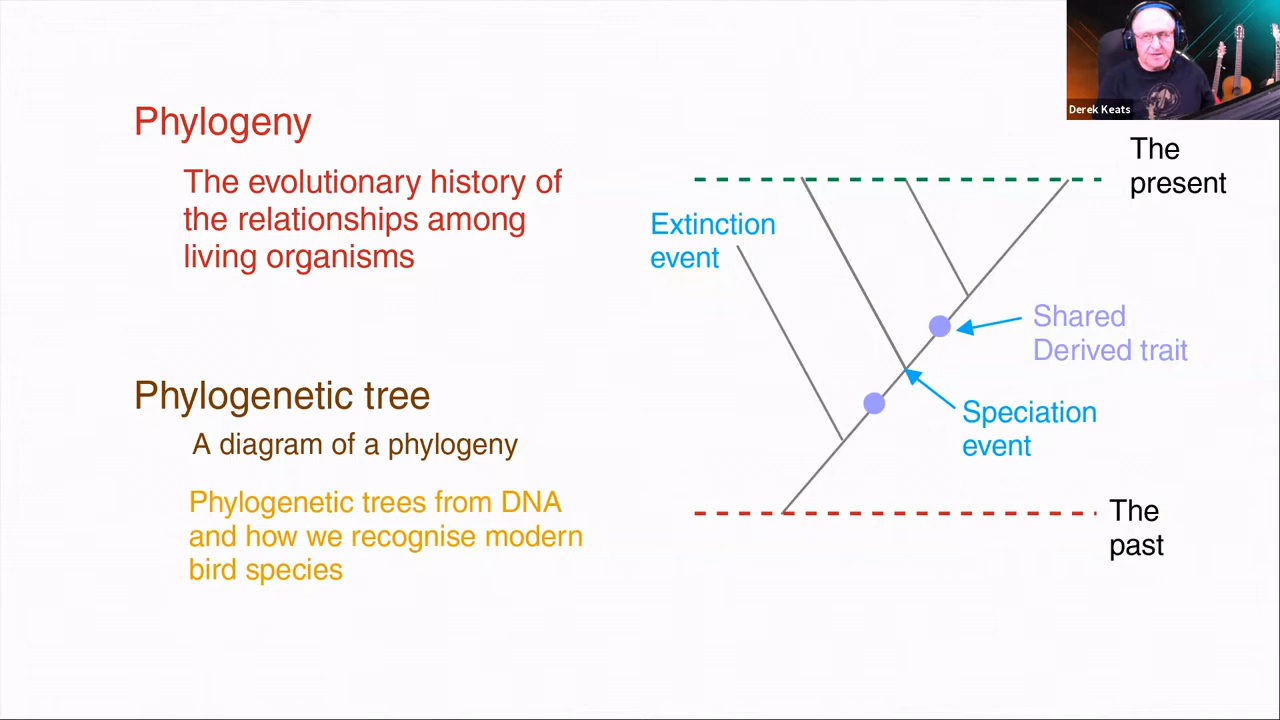 Phylogeny
The evolutionary history of
the relationships among
living organisms
Phylogenetic tree
A diagram of a phylogeny
Phylogenetic trees from DNA
and how we recognise modern
bird species
Derek Keats
The
present
Extinction
event
Shared
Derived trait
Speciation
event
The
past